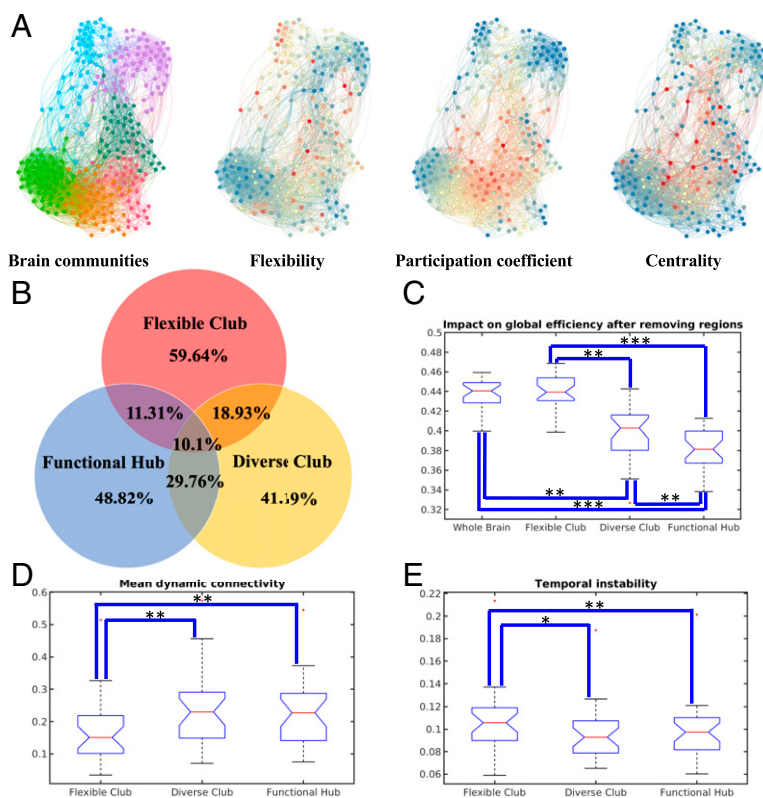 A
Brain communities
Flexibility
Participation coefficient
Centrality
B
Flexible Club
59.64%
11.31%
18.93%
10.1%
Functional Hub
Diverse Club
29.76%
48.82%
C
Impact on global efficiency after removing regions
0.5
0.48
0.46
0.44
0.42
0.4
0.38
0.36
0.34
0.32
***
**
**
**
***
Whole Brain
Flexible Club
Diverse Club
Functional Hub
D
Mean dynamic connectivity
0.6
0.5
0.4
0.3
0.2
0.1
**
**
Flexible Club
Diverse Club
Functional Hub
E
Temporal instability
0.22
0.2
0.18
0.16
0.14
0.12
0.1
0.08
0.06
**
*
Flexible Club
Diverse Club
Functional Hub